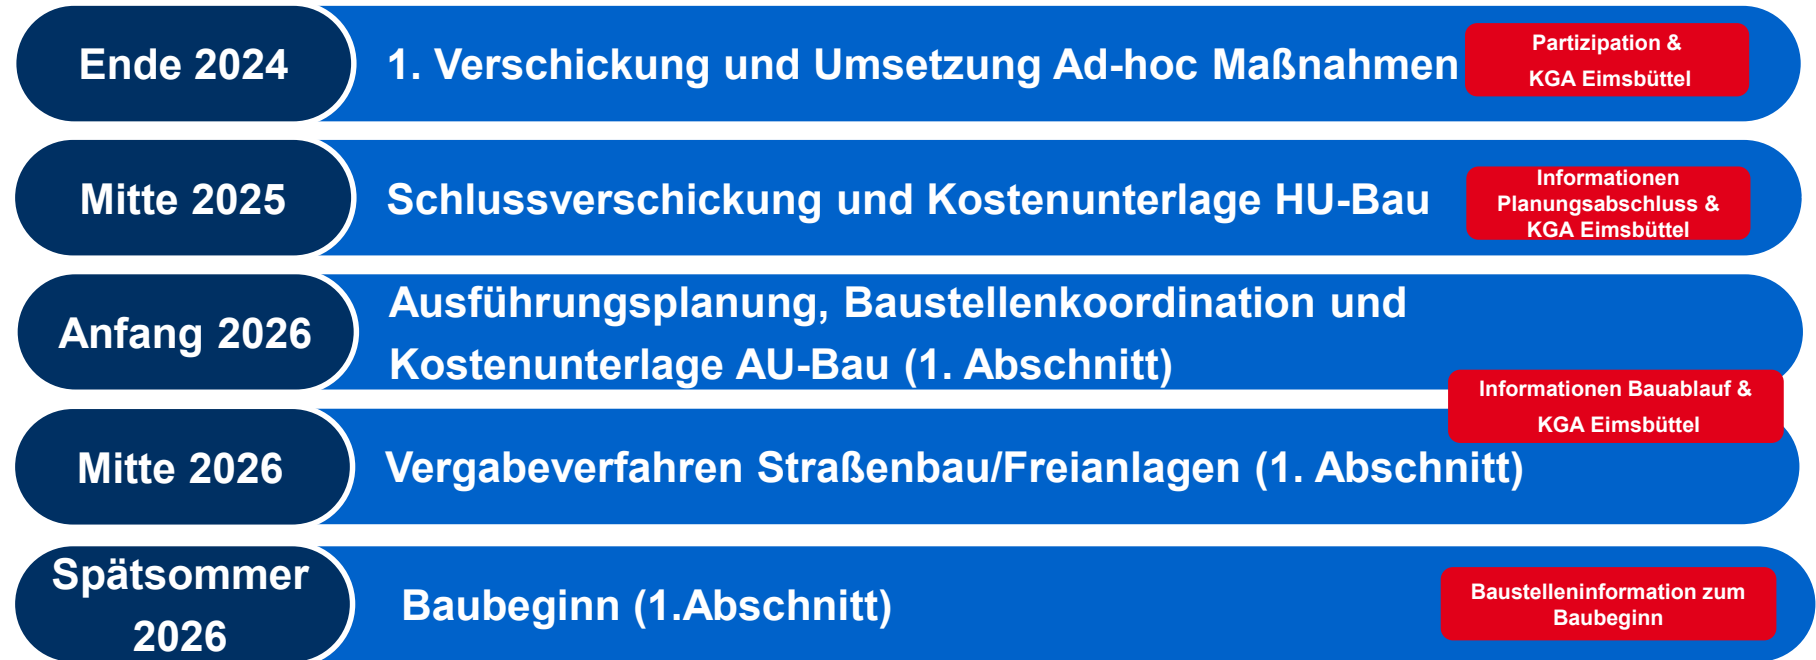 Ende 2024
1. Verschickung und Umsetzung Ad-hoc Maßnahmen
Partizipation &
KGA Eimsbüttel
Mitte 2025
Schlussverschickung und Kostenunterlage HU-Bau
Informationen
Planungsabschluss &
KGA Eimsbüttel
Anfang 2026
Ausführungsplanung, Baustellenkoordination und
Kostenunterlage AU-Bau (1. Abschnitt)
Informationen Bauablauf &
KGA Eimsbüttel
Mitte 2026
Vergabeverfahren Straßenbau/Freianlagen (1. Abschnitt)
Spätsommer
2026
Baubeginn (1.Abschnitt)
Baustelleninformation zum
Baubeginn